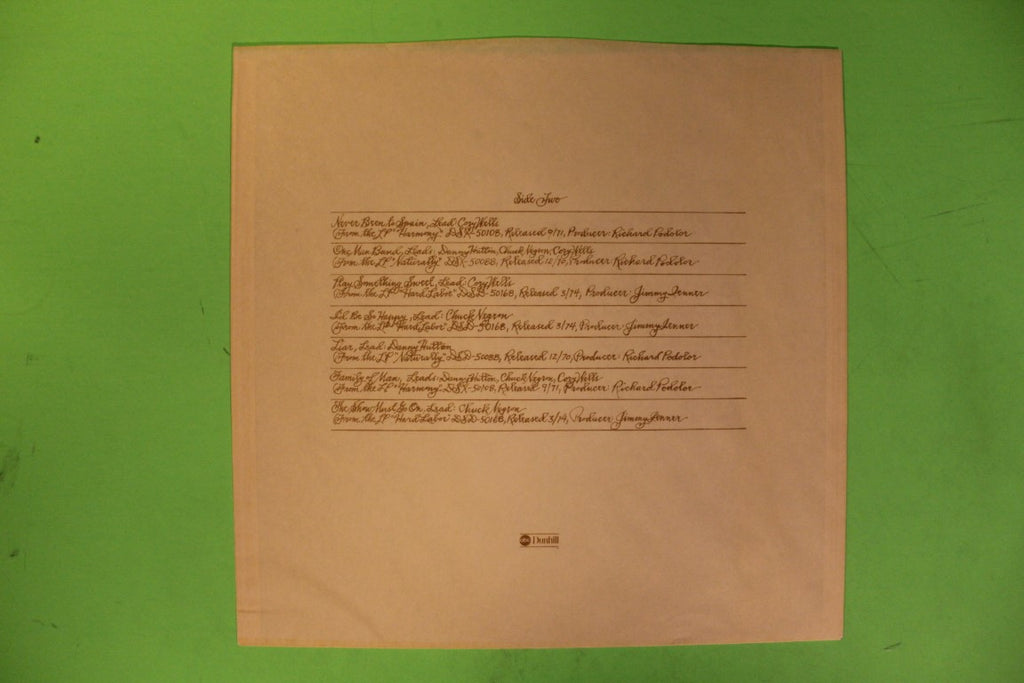 Side Two
Never Been to Spain, Lead: Cory Wells
(From the LP "Harmony" DSX-50108, Released 9/71, Producer: Richard Podolor
One Man Band, Leads: Danny Hutton, Chuck Negron, Cory Wells
(From the LP "Naturally" DSX-50088, Released 12/70, Producer: Richard Podolor
Play Something Sweet, Lead: Cory Wells
(From the LP "Hard Labor" DSD-50168, Released 3/74, Producer: Jimmy Ienner
I'd Be So Happy, Lead: Chuck Negron
(From the LP "Hard Labor" DSD-50168, Released 3/74, Producer: Jimmy Ienner
Liar, Lead: Danny Hutton
(From the LP "Naturally" DSD-50088, Released 12/70, Producer: Richard Podolor
Family of Man, Leads: Danny Hutton, Chuck Negron, Cory Wells
(From the LP "Harmony" DSX-50108, Released 9/71, Producer: Richard Podolor
The Show Must Go On, Lead: Chuck Negron
(From the LP "Hard Labor" DSD-50168, Released 3/74, Producer: Jimmy Ienner
abc Dunhill